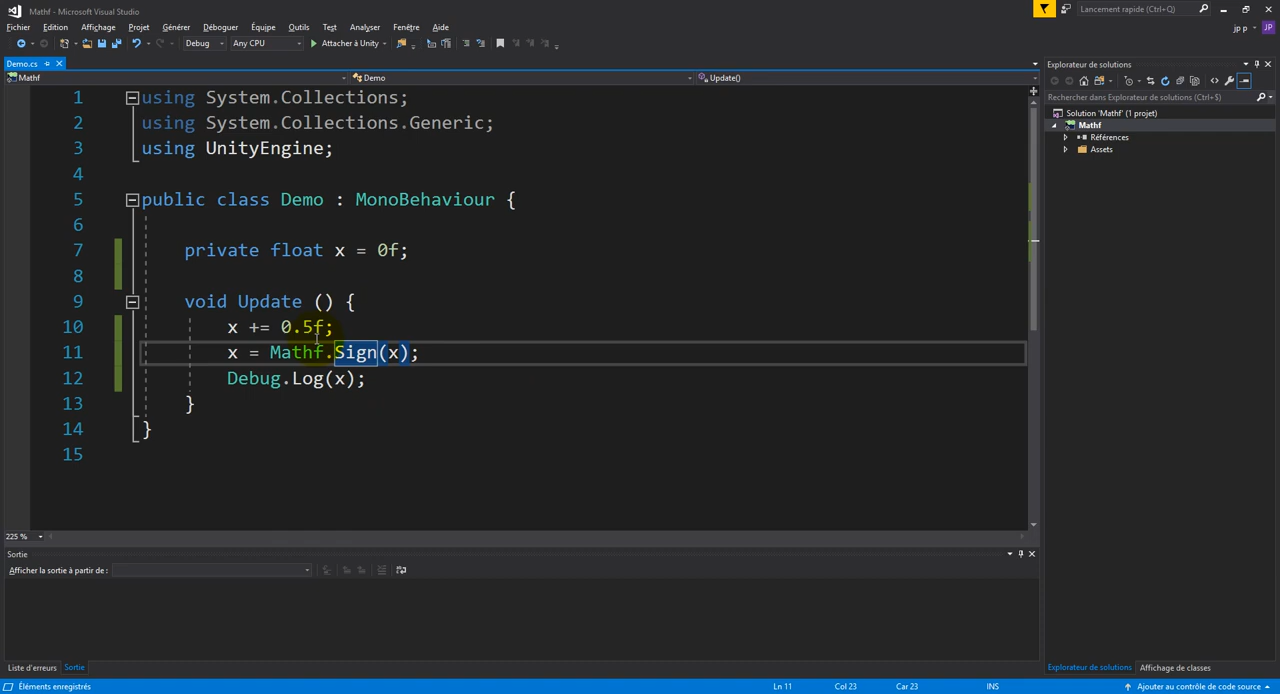 Mathf - Microsoft Visual Studio
Lancement rapide (Ctrl+Q)
Fichier Edition Affichage Projet Générer Déboguer Équipe Outils Test Analyser Fenêtre Aide
jp p JP
Debug Any CPU Attacher à Unity
Demo.cs
Mathf Demo Update()
1 using System.Collections;
2 using System.Collections.Generic;
3 using UnityEngine;
4
5 public class Demo : MonoBehaviour {
6
7 private float x = 0f;
8
9 void Update () {
10 x += 0.5f;
11 x = Mathf.Sign(x);
12 Debug.Log(x);
13 }
14 }
15
225 %
Sortie
Afficher la sortie à partir de :
Liste d'erreurs Sortie
Explorateur de solutions
Rechercher dans Explorateur de solutions (Ctrl+$)
Solution 'Mathf' (1 projet)
Mathf
Références
Assets
Explorateur de solutions Affichage de classes
Éléments enregistrés Ln 11 Col 23 Car 23 INS Ajouter au contrôle de code source